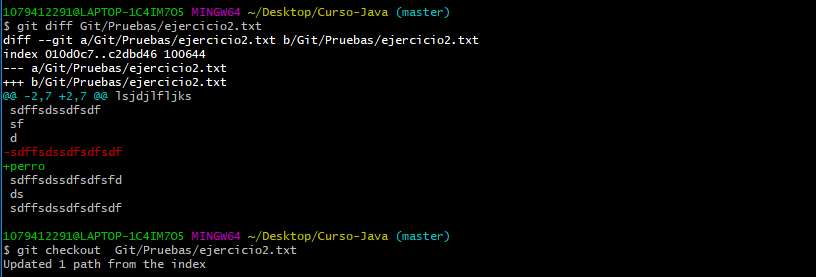 1079412291@LAPTOP-1C4IM7O5 MINGW64 ~/Desktop/Curso-Java (master)
$ git diff Git/Pruebas/ejercicio2.txt
diff --git a/Git/Pruebas/ejercicio2.txt b/Git/Pruebas/ejercicio2.txt
index 010d0c7..c2dbd46 100644
--- a/Git/Pruebas/ejercicio2.txt
+++ b/Git/Pruebas/ejercicio2.txt
@@ -2,7 +2,7 @@ lsjdjlfljks
 sdffsdssdfsdf
 sf
 d
-sdffsdssdfsdfsdf
+perro
 sdffsdssdfsdfsfd
 ds
 sdffsdssdfsdfsdf
1079412291@LAPTOP-1C4IM7O5 MINGW64 ~/Desktop/Curso-Java (master)
$ git checkout  Git/Pruebas/ejercicio2.txt
Updated 1 path from the index